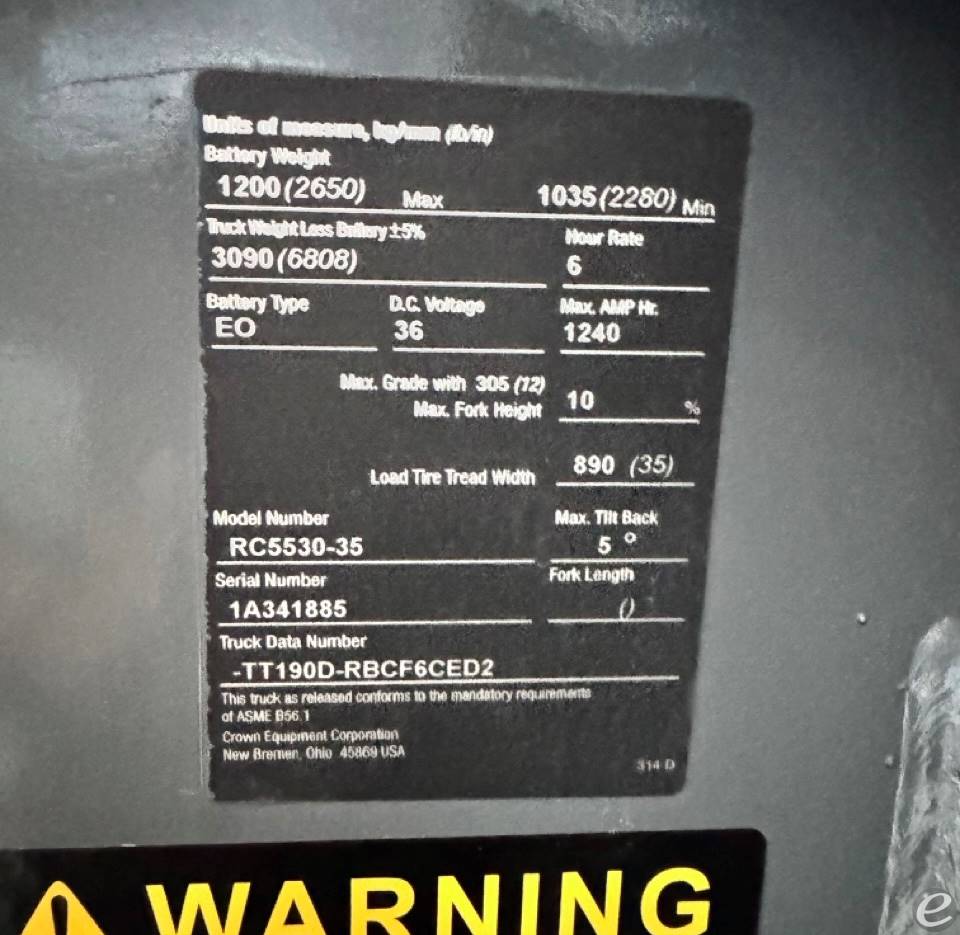 Units of measure, kg/mm (lb/in)
Battery Weight
1200 (2650) Max 1035 (2280) Min
Truck Weight Less Battery ±5% Hour Rate
3090 (6808) 6
Battery Type D.C. Voltage Max. AMP Hr.
EO 36 1240
Max. Grade with 305 (12)
Max. Fork Height 10 %
Load Tire Tread Width 890 (35)
Model Number Max. Tilt Back
RC5530-35 5 °
Serial Number Fork Length
1A341885 ()
Truck Data Number
-TT190D-RBCF6CED2
This truck as released conforms to the mandatory requirements
of ASME B56.1
Crown Equipment Corporation
New Bremen, Ohio 45869 USA
314 D
WARNING
e